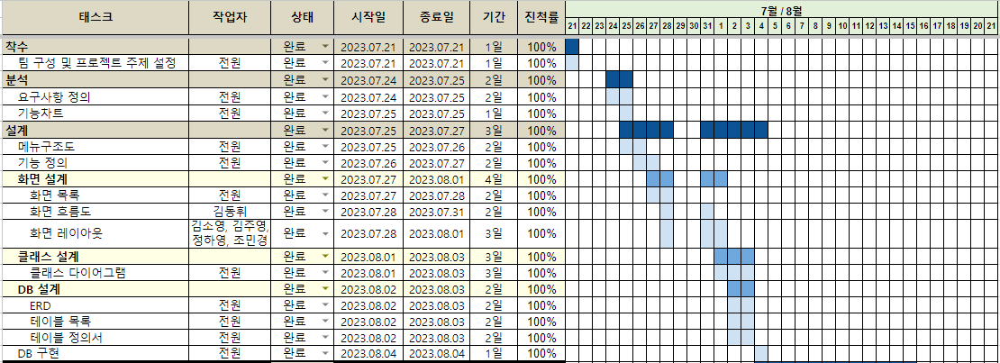 태스크 작업자 상태 시작일 종료일 기간 진척률 7월 / 8월
21 22 23 24 25 26 27 28 29 30 31 1 2 3 4 5 6 7 8 9 10 11 12 13 14 15 16 17 18 19 20 21
착수 완료 2023.07.21 2023.07.21 1일 100%
팀 구성 및 프로젝트 주제 설정 전원 완료 2023.07.21 2023.07.21 1일 100%
분석 완료 2023.07.24 2023.07.25 2일 100%
요구사항 정의 전원 완료 2023.07.24 2023.07.25 2일 100%
기능차트 전원 완료 2023.07.25 2023.07.25 1일 100%
설계 완료 2023.07.25 2023.07.27 3일 100%
메뉴구조도 전원 완료 2023.07.25 2023.07.26 2일 100%
기능 정의 전원 완료 2023.07.26 2023.07.27 2일 100%
화면 설계 완료 2023.07.27 2023.08.01 4일 100%
화면 목록 전원 완료 2023.07.27 2023.07.28 2일 100%
화면 흐름도 김동휘 완료 2023.07.28 2023.07.31 2일 100%
화면 레이아웃 김소영, 김주영, 완료 2023.07.28 2023.08.01 3일 100%
정하영, 조민경
클래스 설계 완료 2023.08.01 2023.08.03 3일 100%
클래스 다이어그램 전원 완료 2023.08.01 2023.08.03 3일 100%
DB 설계 완료 2023.08.02 2023.08.03 2일 100%
ERD 전원 완료 2023.08.02 2023.08.03 2일 100%
테이블 목록 전원 완료 2023.08.02 2023.08.03 2일 100%
테이블 정의서 전원 완료 2023.08.02 2023.08.03 2일 100%
DB 구현 전원 완료 2023.08.04 2023.08.04 1일 100%